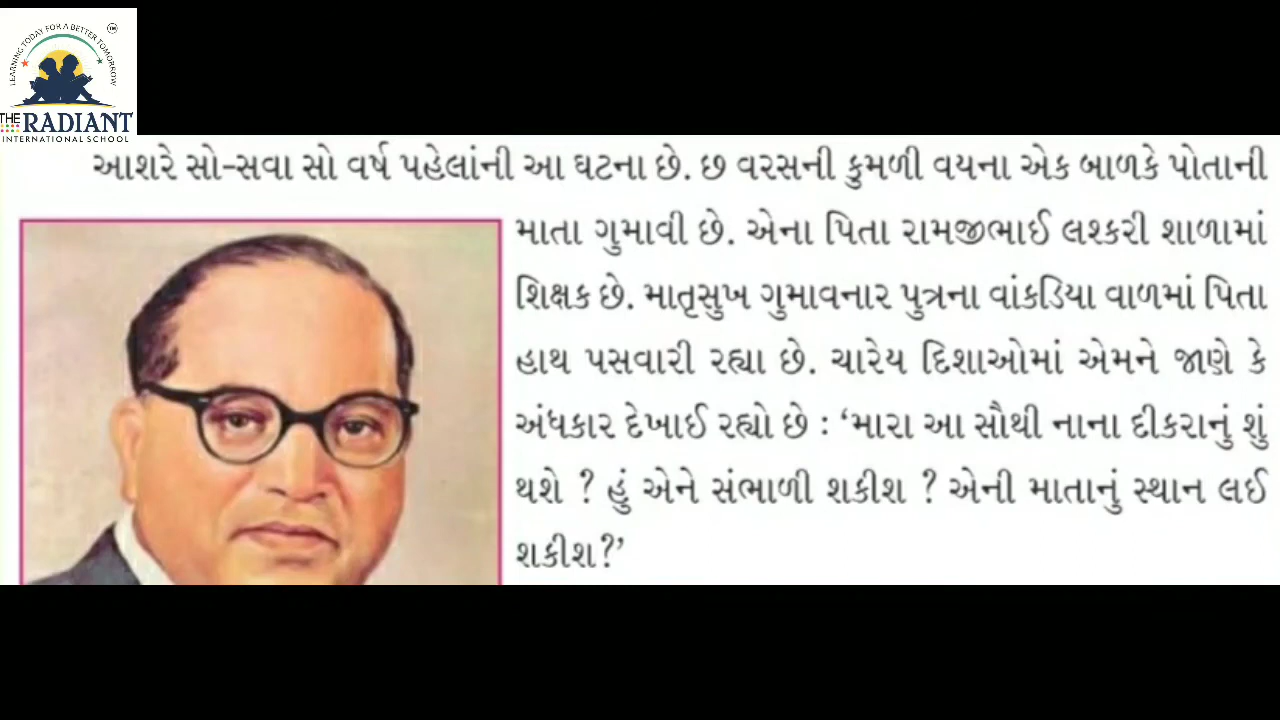 LEARNING TODAY FOR A BETTER TOMORROW
TM
THE RADIANT
INTERNATIONAL SCHOOL
આશરે સો-સવા સો વર્ષ પહેલાંની આ ઘટના છે. છ વરસની કુમળી વયના એક બાળકે પોતાની
માતા ગુમાવી છે. એના પિતા રામજીભાઈ લશ્કરી શાળામાં
શિક્ષક છે. માતૃસુખ ગુમાવનાર પુત્રના વાંકડિયા વાળમાં પિતા
હાથ પસવારી રહ્યા છે. ચારેય દિશાઓમાં એમને જાણે કે
અંધકાર દેખાઈ રહ્યો છે : ‘મારા આ સૌથી નાના દીકરાનું શું
થશે ? હું એને સંભાળી શકીશ ? એની માતાનું સ્થાન લઈ
શકીશ?’